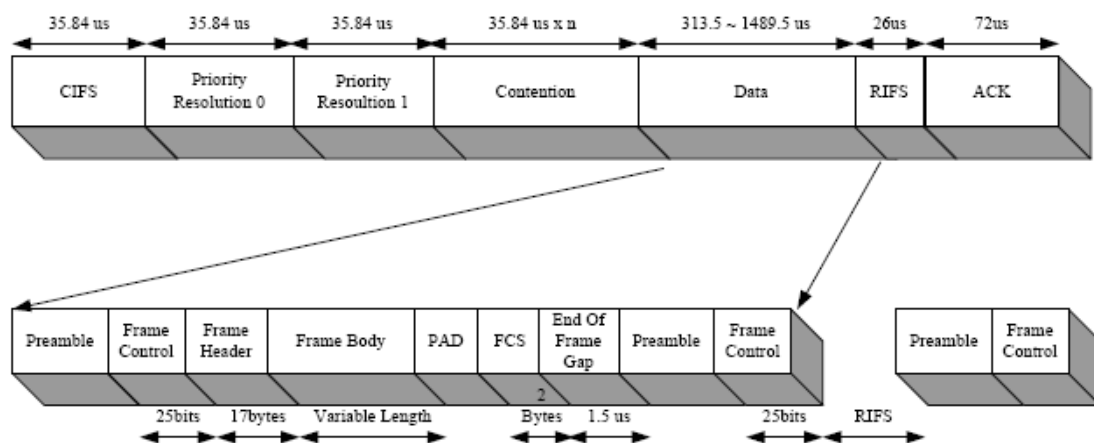 35.84 us 35.84 us 35.84 us 35.84 us x n 313.5 ~ 1489.5 us 26us 72us
CIFS
Priority
Resolution 0
Priority
Resoultion 1
Contention
Data
RIFS
ACK
Preamble
Frame
Control
Frame
Header
Frame Body
PAD
FCS
End Of
Frame
Gap
Preamble
Frame
Control
Preamble
Frame
Control
25bits 17bytes Variable Length
2
Bytes
1.5 us 25bits RIFS